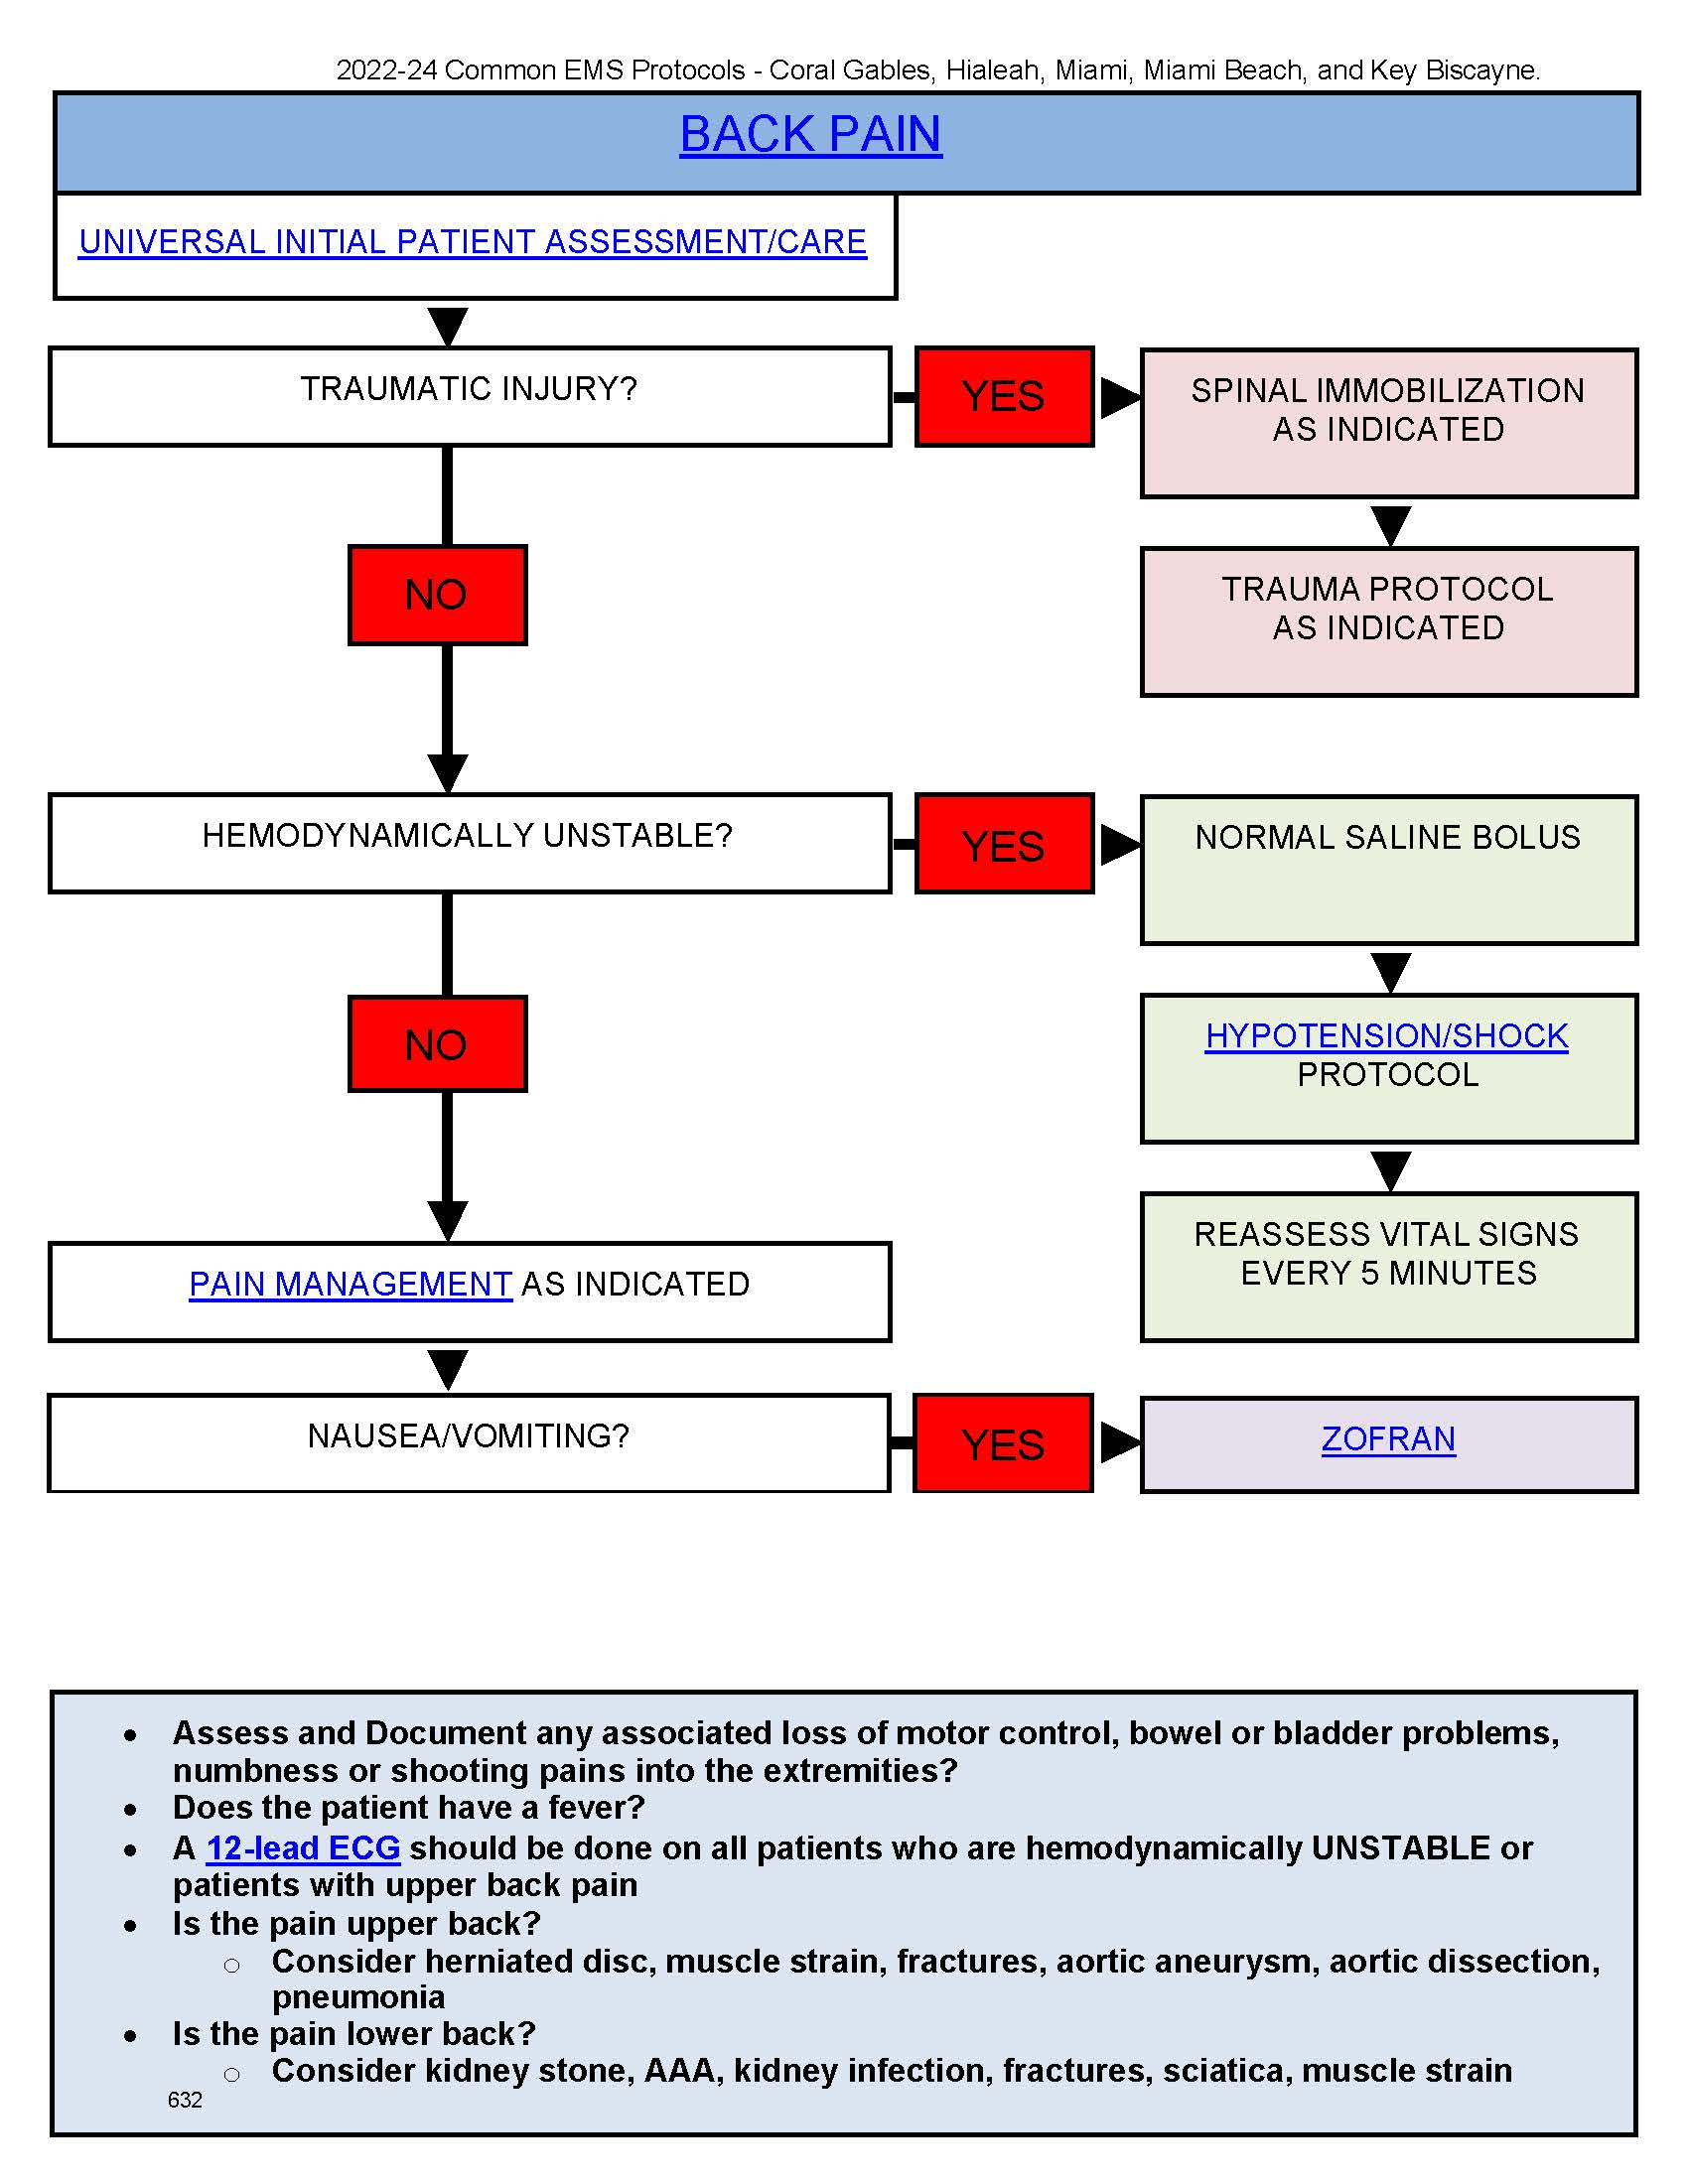 2022-24 Common EMS Protocols - Coral Gables, Hialeah, Miami, Miami Beach, and Key Biscayne.
BACK PAIN
UNIVERSAL INITIAL PATIENT ASSESSMENT/CARE
TRAUMATIC INJURY?
YES
SPINAL IMMOBILIZATION
AS INDICATED
NO
TRAUMA PROTOCOL
AS INDICATED
HEMODYNAMICALLY UNSTABLE?
YES
NORMAL SALINE BOLUS
NO
HYPOTENSION/SHOCK
PROTOCOL
REASSESS VITAL SIGNS
EVERY 5 MINUTES
PAIN MANAGEMENT AS INDICATED
NAUSEA/VOMITING?
YES
ZOFRAN
• Assess and Document any associated loss of motor control, bowel or bladder problems,
numbness or shooting pains into the extremities?
• Does the patient have a fever?
• A 12-lead ECG should be done on all patients who are hemodynamically UNSTABLE or
patients with upper back pain
• Is the pain upper back?
○ Consider herniated disc, muscle strain, fractures, aortic aneurysm, aortic dissection,
pneumonia
• Is the pain lower back?
○ Consider kidney stone, AAA, kidney infection, fractures, sciatica, muscle strain
632